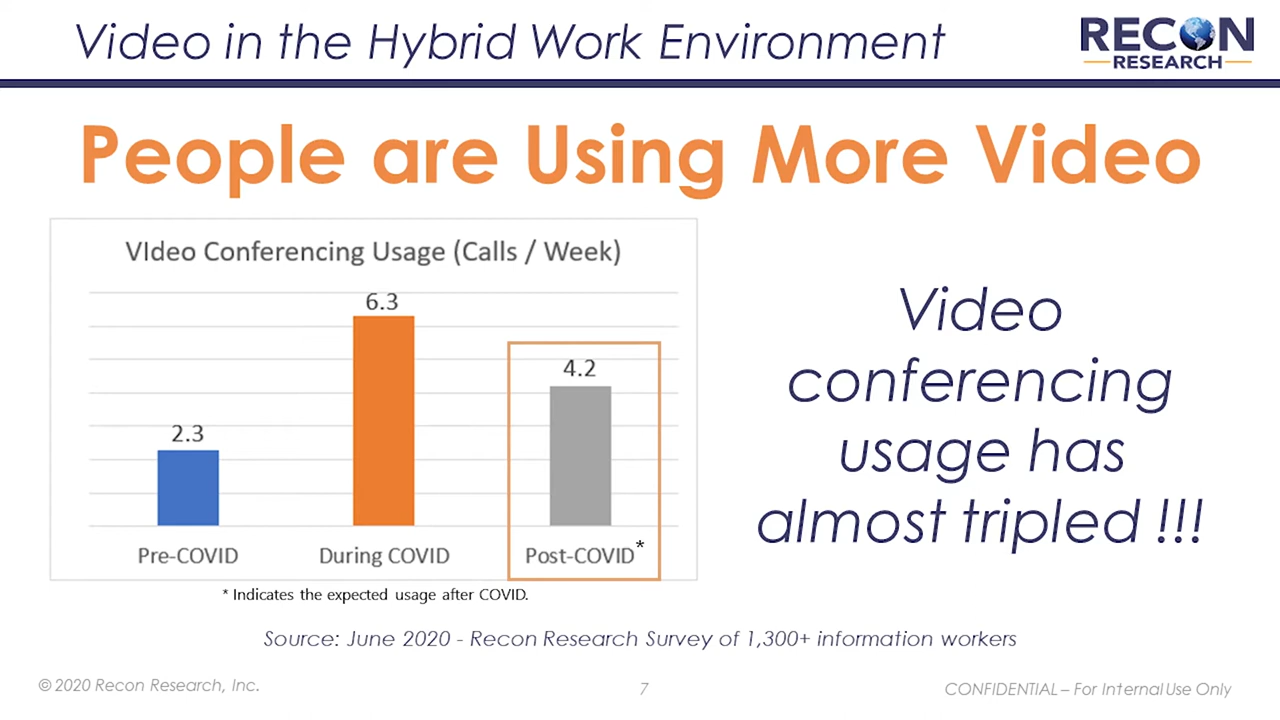 Video in the Hybrid Work Environment
RECON
RESEARCH
People are Using More Video
VIdeo Conferencing Usage (Calls / Week)
6.3
4.2
2.3
Pre-COVID During COVID Post-COVID*
* Indicates the expected usage after COVID.
Video
conferencing
usage has
almost tripled !!!
Source: June 2020 - Recon Research Survey of 1,300+ information workers
© 2020 Recon Research, Inc. 7 CONFIDENTIAL – For Internal Use Only